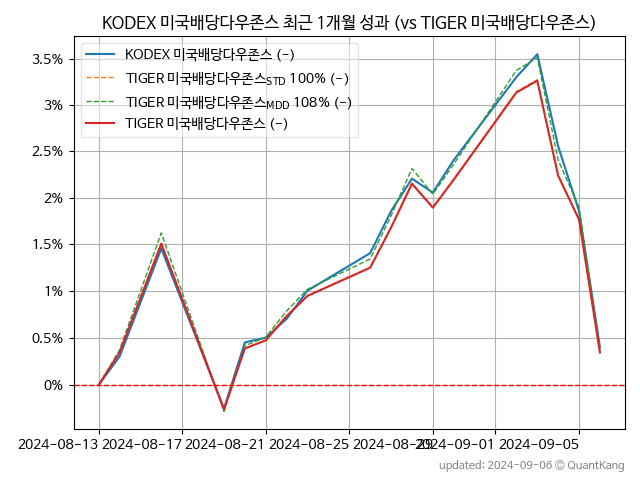 KODEX 미국배당다우존스 최근 1개월 성과 (vs TIGER 미국배당다우존스)
KODEX 미국배당다우존스 (-)
TIGER 미국배당다우존스STD 100% (-)
TIGER 미국배당다우존스MDD 108% (-)
TIGER 미국배당다우존스 (-)
3.5%
3%
2.5%
2%
1.5%
1%
0.5%
0%
2024-08-13 2024-08-17 2024-08-21 2024-08-25 2024-08-29 2024-09-01 2024-09-05
updated: 2024-09-06 © QuantKang